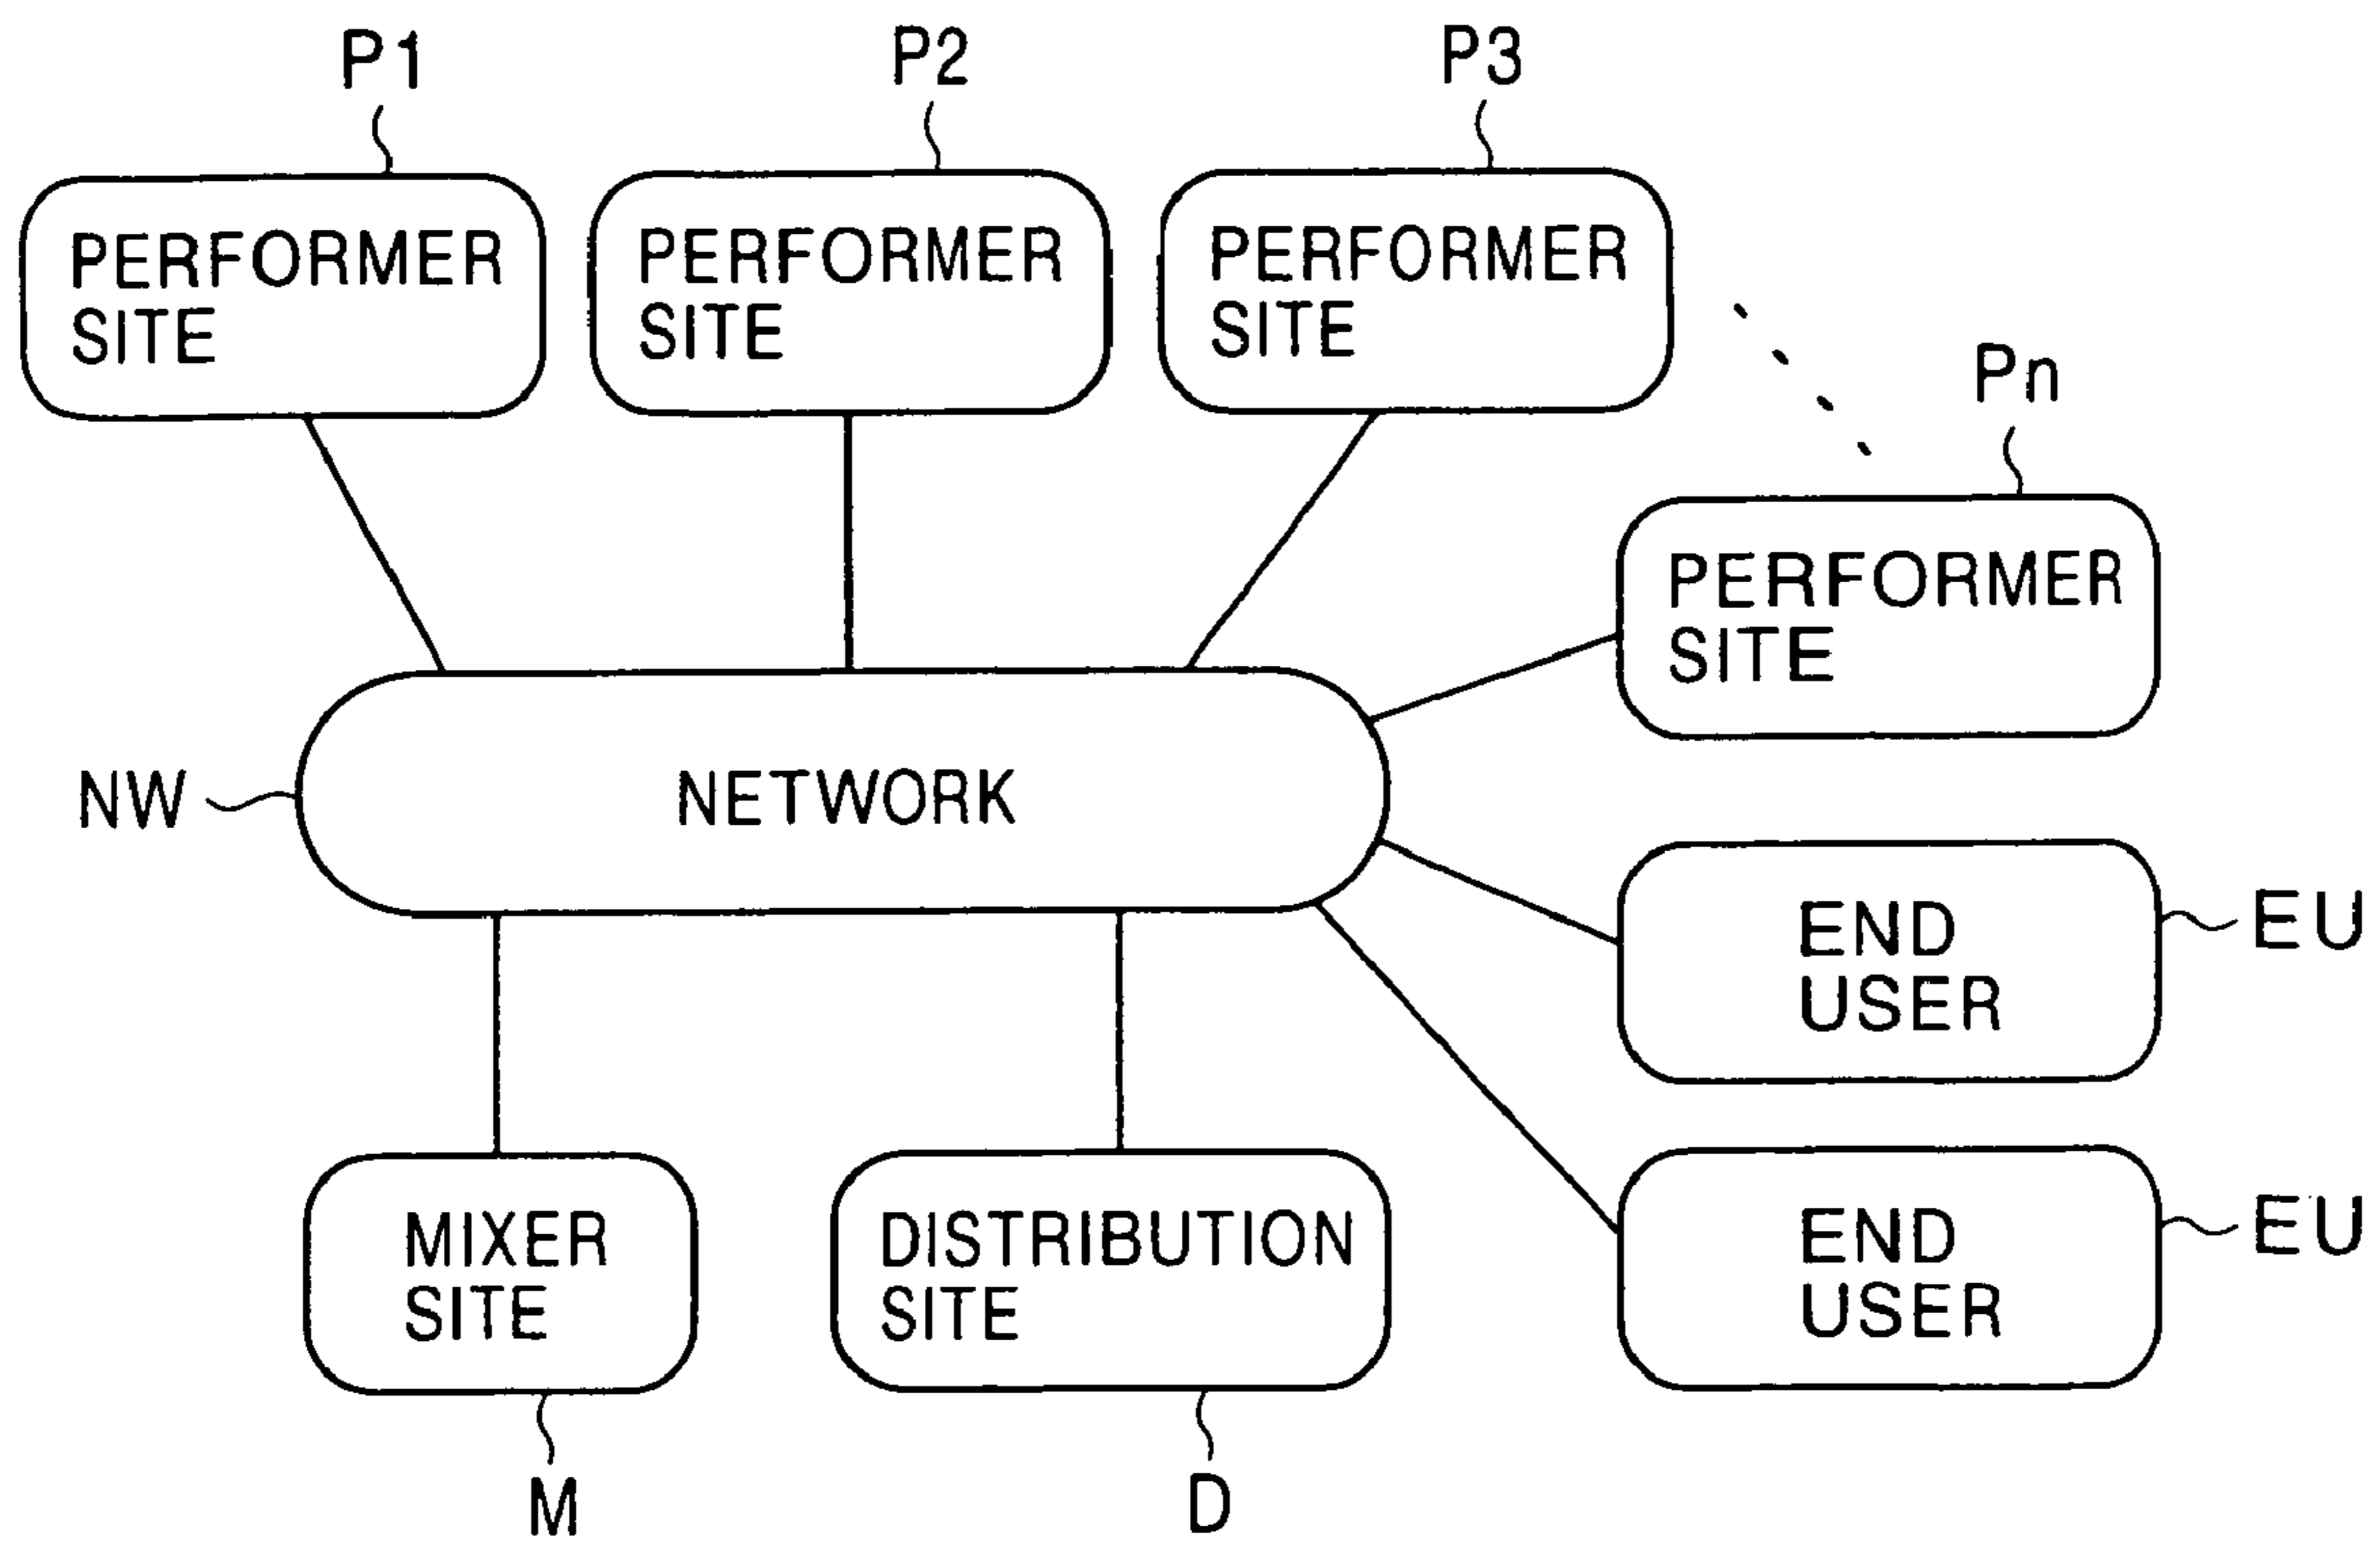 P1
P2
P3
PERFORMER
SITE
PERFORMER
SITE
PERFORMER
SITE
Pn
PERFORMER
SITE
NW
NETWORK
END
USER
EU
MIXER
SITE
DISTRIBUTION
SITE
END
USER
EU
M
D